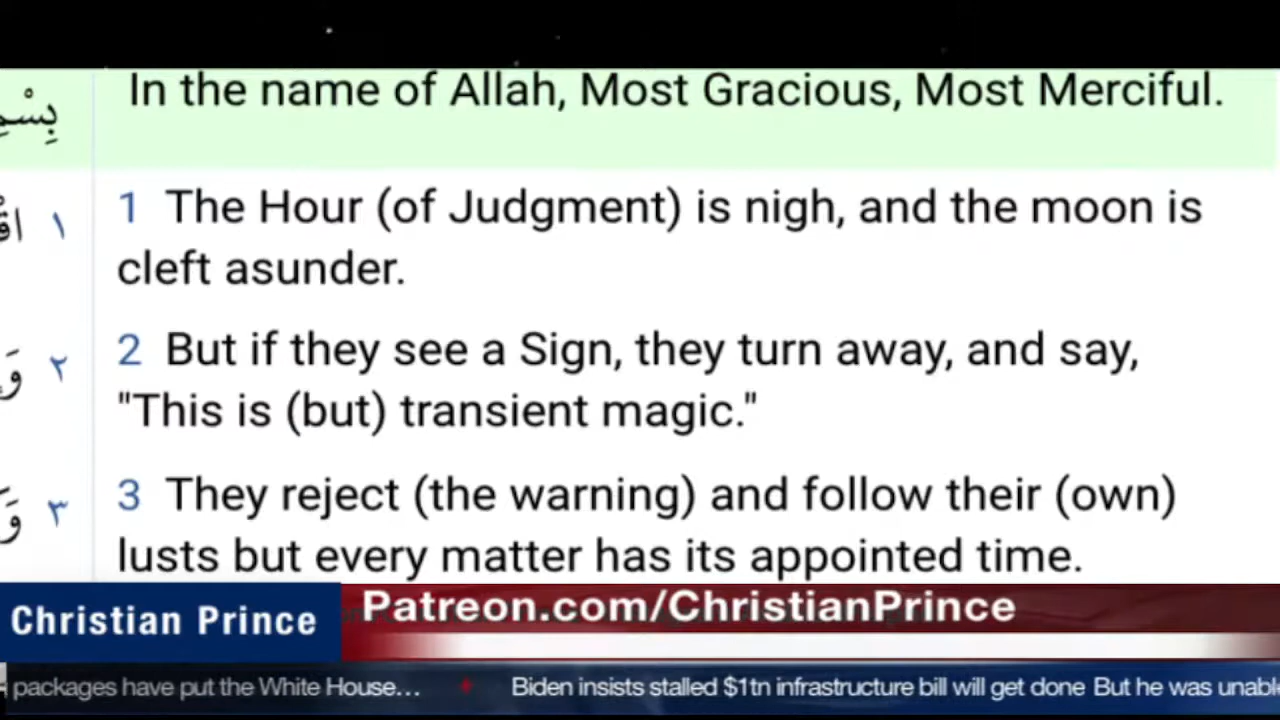 بِسْمِ
In the name of Allah, Most Gracious, Most Merciful.
١
1 The Hour (of Judgment) is nigh, and the moon is
cleft asunder.
٢
2 But if they see a Sign, they turn away, and say,
"This is (but) transient magic."
٣
3 They reject (the warning) and follow their (own)
lusts but every matter has its appointed time.
Christian Prince
Patreon.com/ChristianPrince
packages have put the White House... Biden insists stalled $1tn infrastructure bill will get done But he was